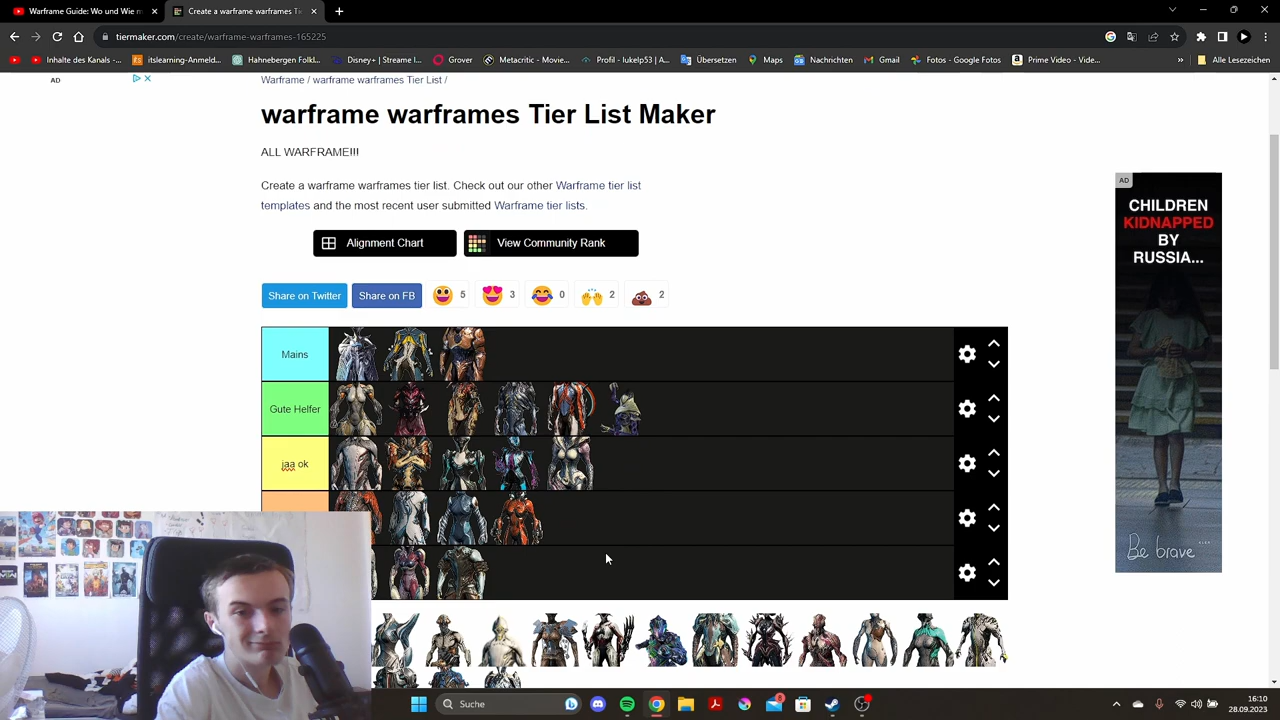 Warframe Guide: Wo und Wie m
Create a warframe warframes Tie
tiermaker.com/create/warframe-warframes-165225
Inhalte des Kanals -...
itslearning-Anmeld...
Hahnebergen Folog...
Disney+ | Streame I...
Grover
Metacritic - Movie...
Profil - lukelp53 | A...
Übersetzen
Maps
Nachrichten
Gmail
Fotos - Google Fotos
Prime Video - Vide...
»
Alle Lesezeichen
AD
Warframe / warframe warframes Tier List /
warframe warframes Tier List Maker
ALL WARFRAME!!!
Create a warframe warframes tier list. Check out our other Warframe tier list
templates and the most recent user submitted Warframe tier lists.
Alignment Chart
View Community Rank
Share on Twitter
Share on FB
5
3
0
2
2
Mains
Gute Helfer
jaa ok
AD
CHILDREN
KIDNAPPED
BY
RUSSIA...
Be brave
Suche
8
16:10
28.09.2023